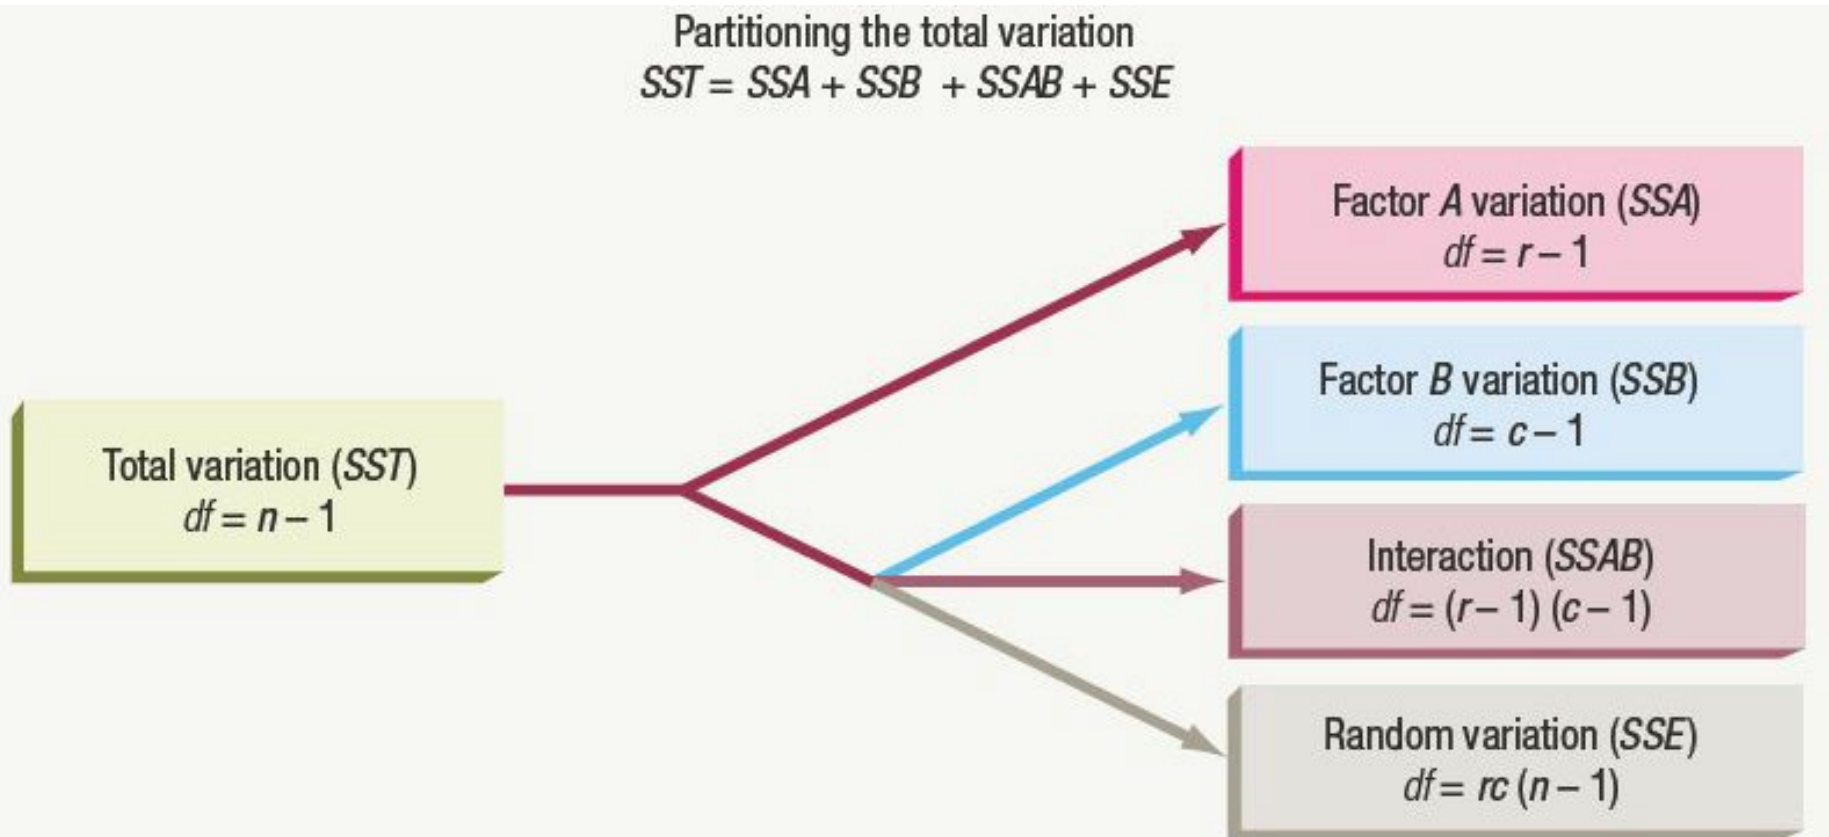 Partitioning the total variation
SST = SSA + SSB + SSAB + SSE
Factor A variation (SSA)
df = r – 1
Factor B variation (SSB)
df = c – 1
Total variation (SST)
df = n – 1
Interaction (SSAB)
df = (r – 1) (c – 1)
Random variation (SSE)
df = rc (n – 1)